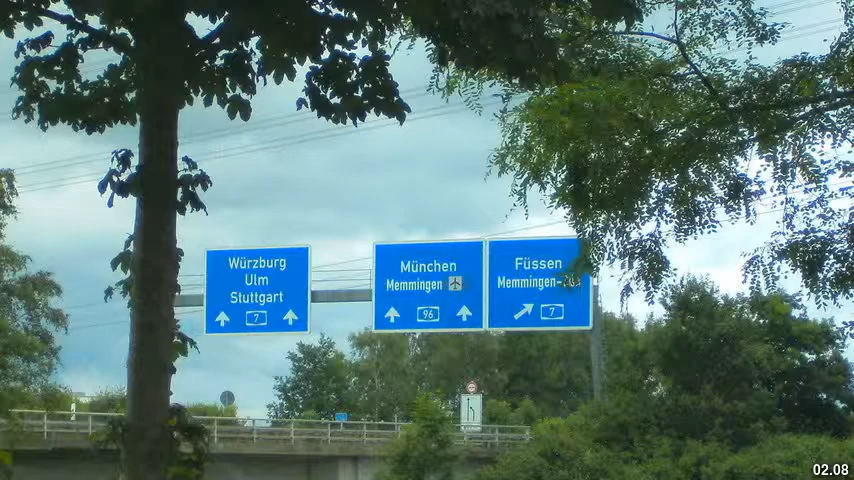 Würzburg
Ulm
Stuttgart
7
München
Memmingen
96
Füssen
7
02.08